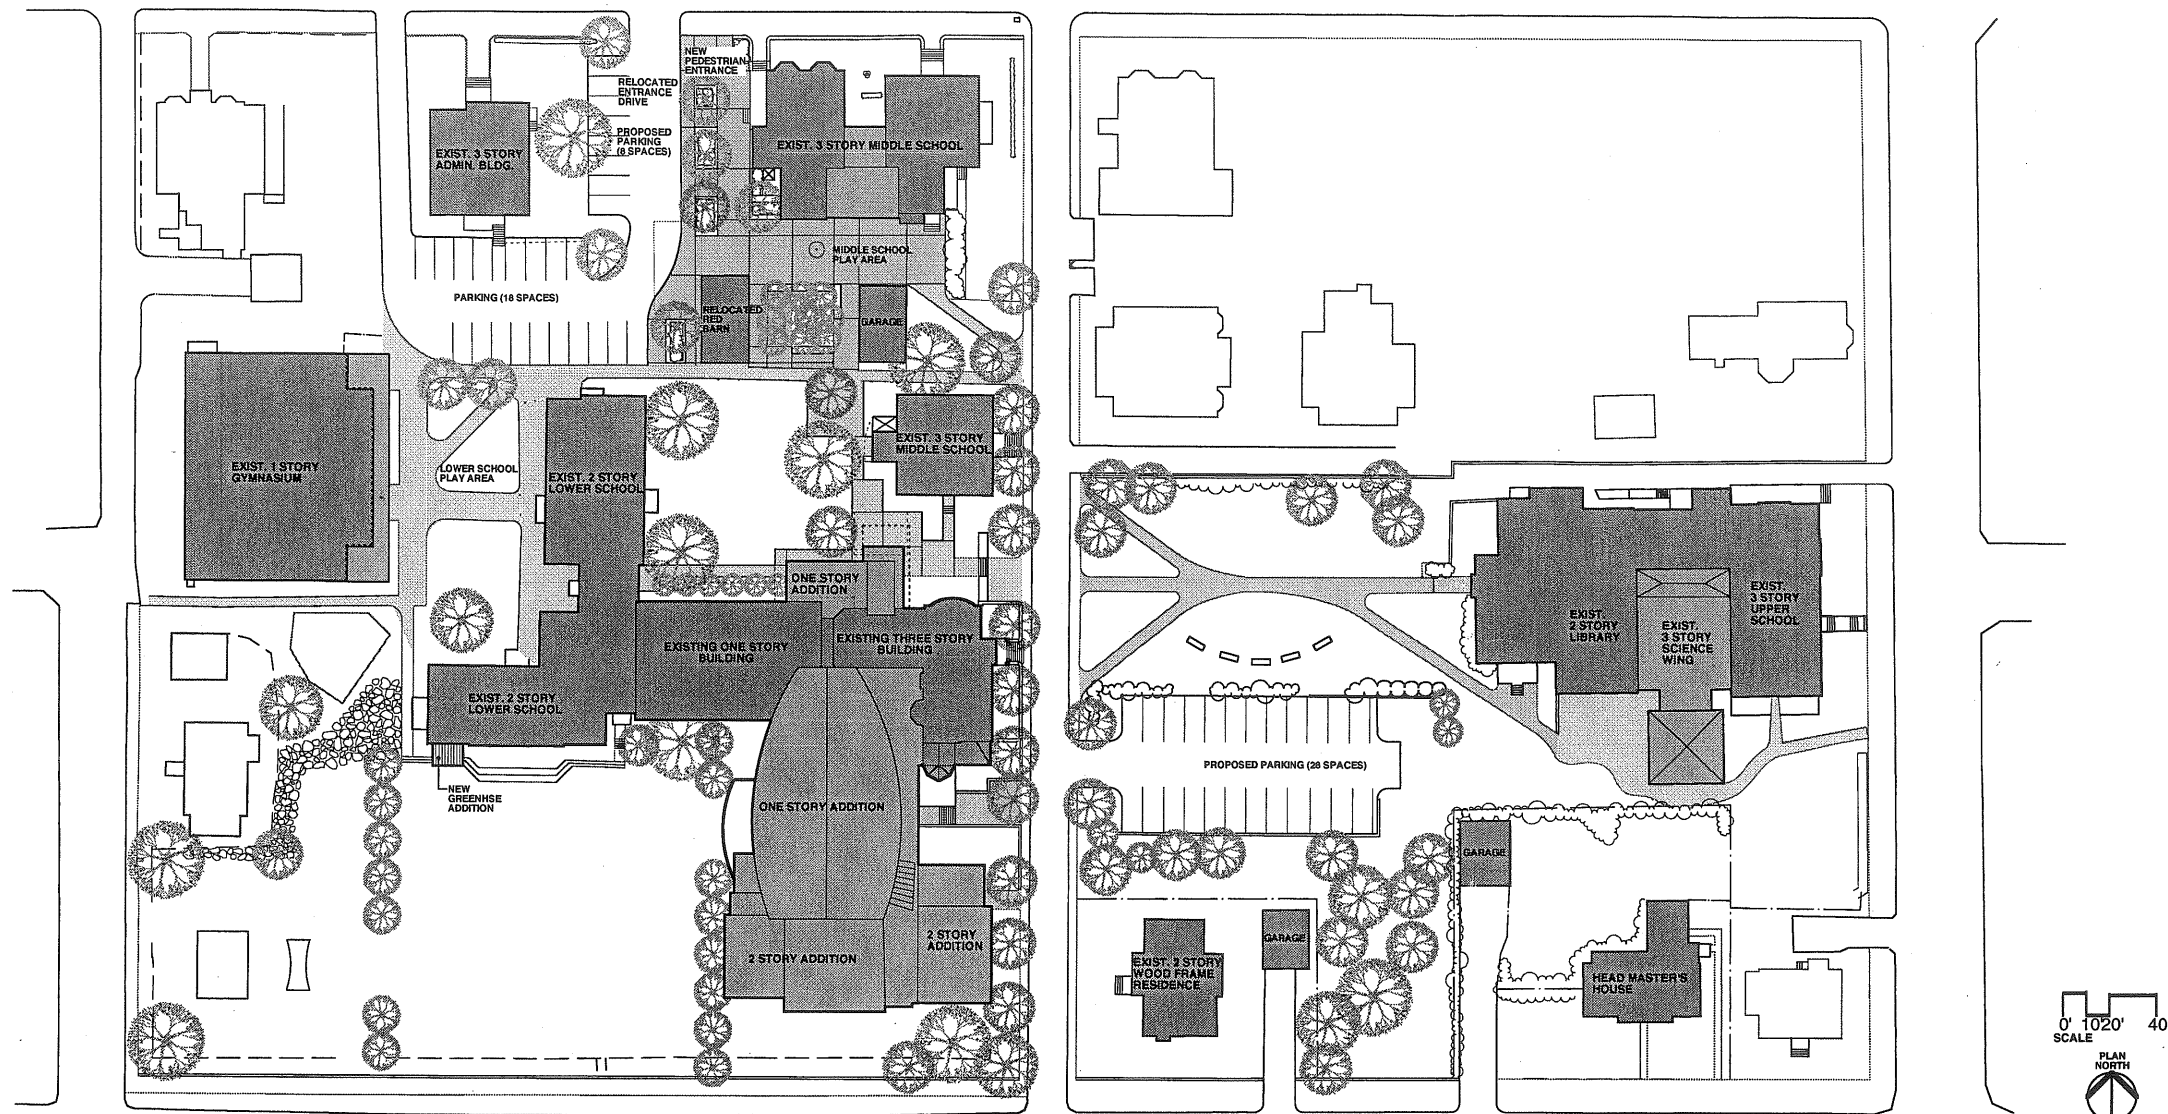 NEW
PEDESTRIAN
ENTRANCE
RELOCATED
ENTRANCE
DRIVE
PROPOSED
PARKING
(8 SPACES)
EXIST. 3 STORY
ADMIN. BLDG.
EXIST. 3 STORY MIDDLE SCHOOL
MIDDLE SCHOOL
PLAY AREA
PARKING (18 SPACES)
RELOCATED
RED
BARN
GARAGE
EXIST. 1 STORY
GYMNASIUM
LOWER SCHOOL
PLAY AREA
EXIST. 2 STORY
LOWER SCHOOL
EXIST. 3 STORY
MIDDLE SCHOOL
ONE STORY
ADDITION
EXISTING ONE STORY
BUILDING
EXISTING THREE STORY
BUILDING
EXIST. 2 STORY
LOWER SCHOOL
NEW
GREENHSE
ADDITION
ONE STORY ADDITION
2 STORY ADDITION
2 STORY
ADDITION
EXIST.
2 STORY
LIBRARY
EXIST.
3 STORY
SCIENCE
WING
EXIST.
3 STORY
UPPER
SCHOOL
PROPOSED PARKING (28 SPACES)
GARAGE
GARAGE
EXIST. 2 STORY
WOOD FRAME
RESIDENCE
HEAD MASTER'S
HOUSE
0' 10'20' 40
SCALE
PLAN
NORTH